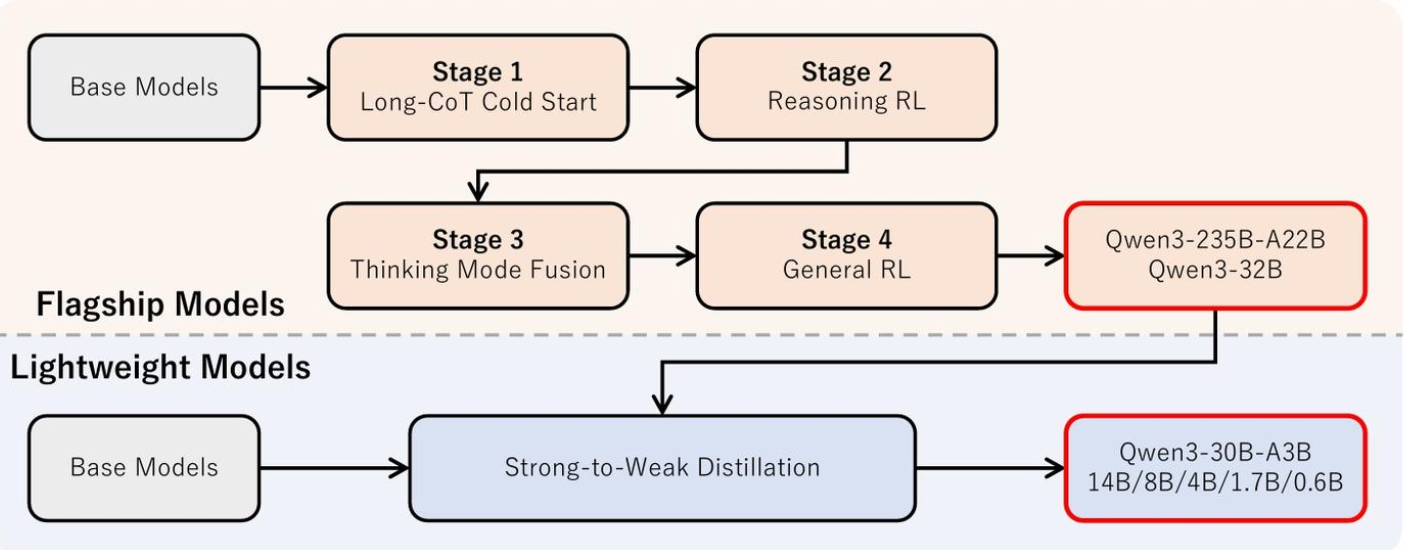 Base Models
Stage 1
Long-CoT Cold Start
Stage 2
Reasoning RL
Stage 3
Thinking Mode Fusion
Stage 4
General RL
Qwen3-235B-A22B
Qwen3-32B
Flagship Models
Lightweight Models
Base Models
Strong-to-Weak Distillation
Qwen3-30B-A3B
14B/8B/4B/1.7B/0.6B